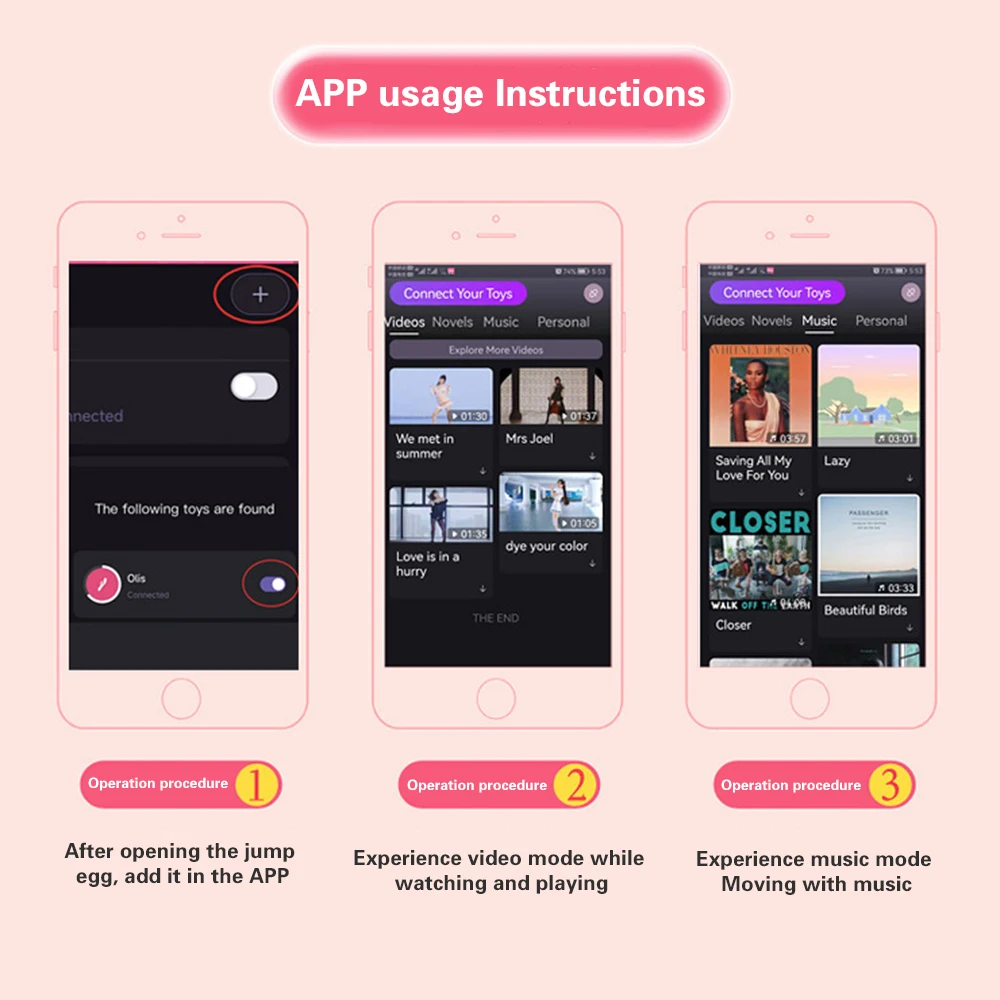 APP usage Instructions
+
nnected
The following toys are found
Olis
Connected
74% 5:53
Connect Your Toys
Videos Novels Music Personal
Explore More Videos
01:30
01:37
We met in
summer
Mrs Joel
01:35
01:05
Love is in a
hurry
dye your color
THE END
73% 5:53
Connect Your Toys
Videos Novels Music Personal
WHITNEY HOUSTON
03:57
03:01
Saving All My
Love For You
Lazy
CLOSER
WALK OFF THE EARTH
Closer
PASSENGER
03:33
Beautiful Birds
Operation procedure 1
After opening the jump
egg, add it in the APP
Operation procedure 2
Experience video mode while
watching and playing
Operation procedure 3
Experience music mode
Moving with music